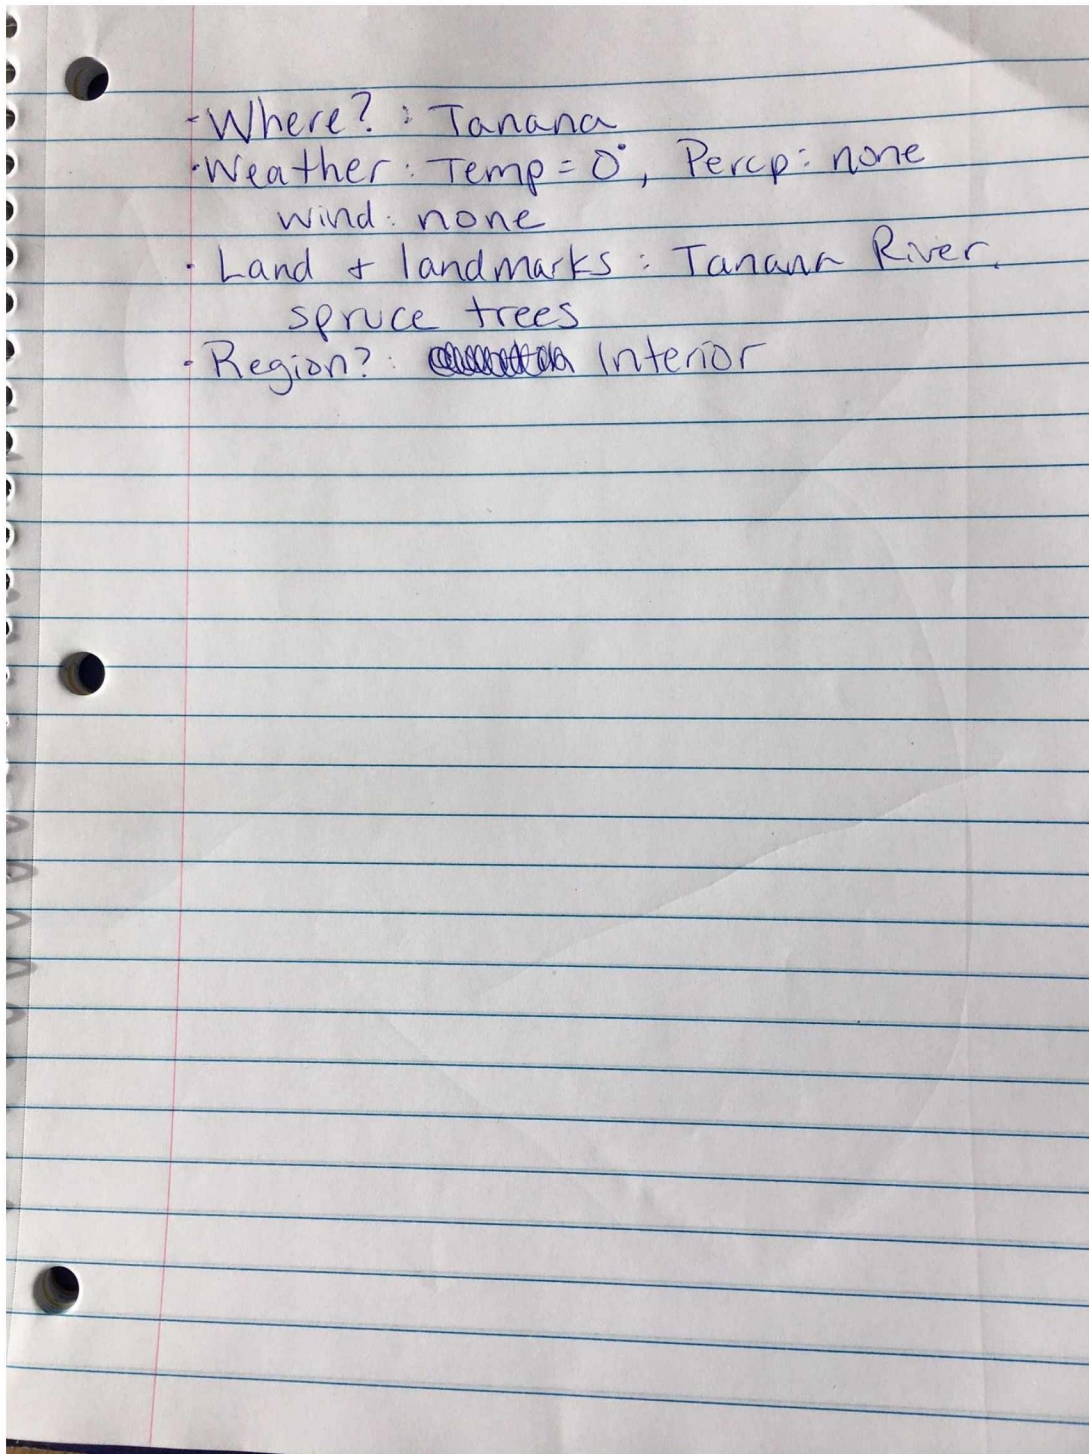 - Where? : Tanana
· Weather : Temp = 0°, Percp : none
wind : none
· Land + landmarks : Tanana River,
spruce trees
· Region? : Interior